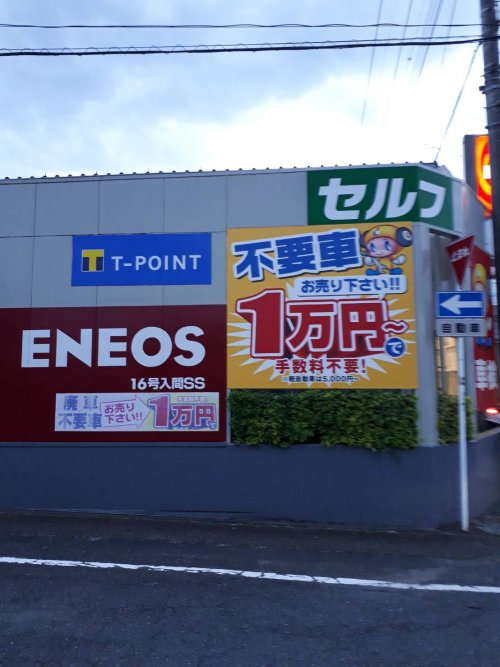 セルフ
T T-POINT
不要車
お売り下さい!!
1万円～で
手数料不要!
※軽自動車は5,000円～
ENEOS
16号入間SS
廃車
不要車
お売り
下さい!!
1万円
止まれ
自動車